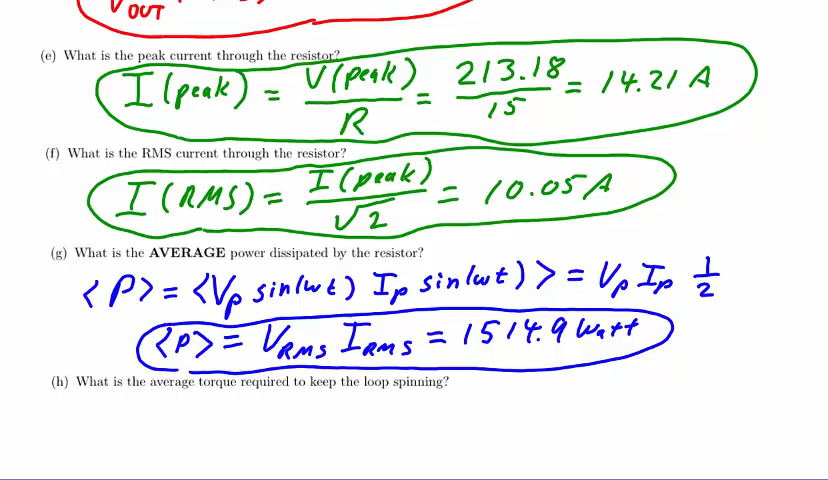 VOUT
(e) What is the peak current through the resistor?
I(peak) = V(peak)/R = 213.18/15 = 14.21 A
(f) What is the RMS current through the resistor?
I(RMS) = I(peak)/√2 = 10.05 A
(g) What is the AVERAGE power dissipated by the resistor?
<P> = <Vp sin(wt) Ip sin(wt)> = Vp Ip 1/2
<P> = VRMS IRMS = 1514.9 Watt
(h) What is the average torque required to keep the loop spinning?